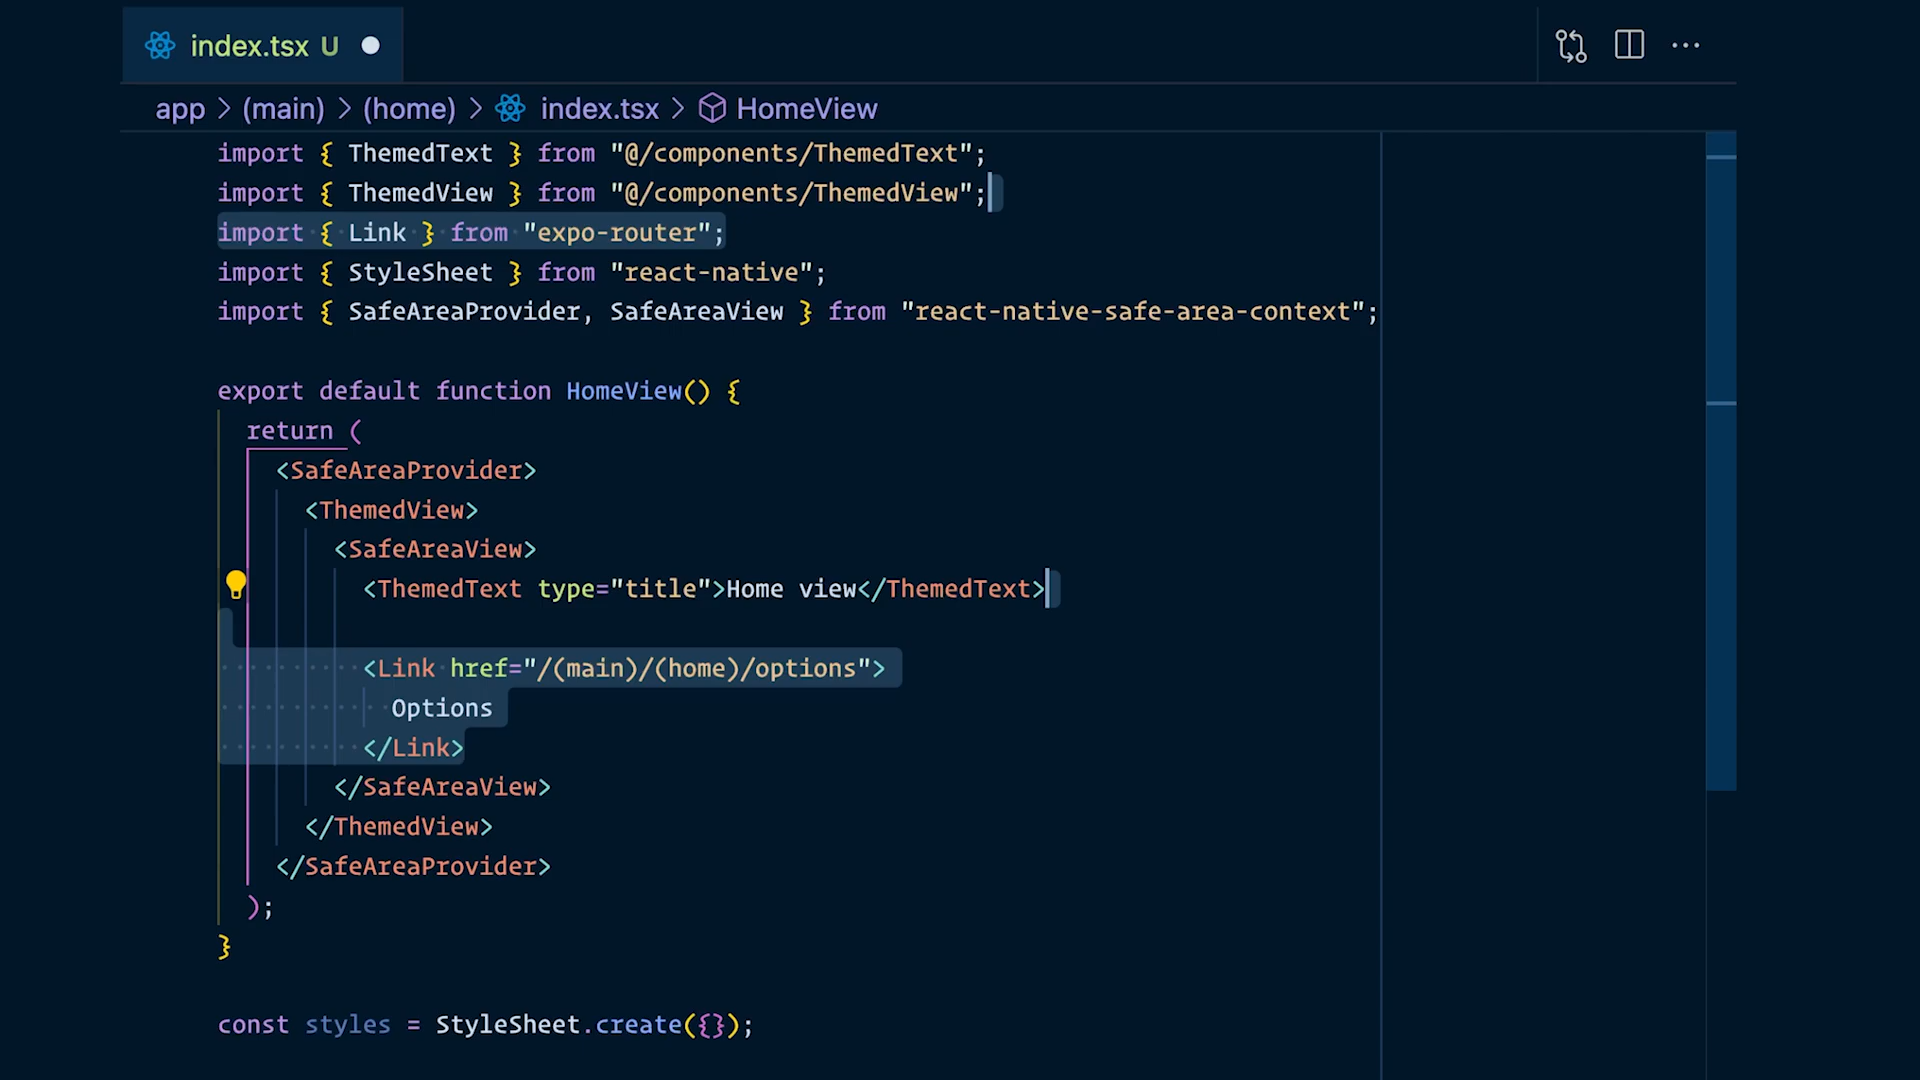 index.tsx U
app > (main) > (home) > index.tsx > HomeView
import { ThemedText } from "@/components/ThemedText";
import { ThemedView } from "@/components/ThemedView";
import { Link } from "expo-router";
import { StyleSheet } from "react-native";
import { SafeAreaProvider, SafeAreaView } from "react-native-safe-area-context";
export default function HomeView() {
return (
<SafeAreaProvider>
<ThemedView>
<SafeAreaView>
<ThemedText type="title">Home view</ThemedText>
<Link href="/(main)/(home)/options">
Options
</Link>
</SafeAreaView>
</ThemedView>
</SafeAreaProvider>
);
}
const styles = StyleSheet.create({});